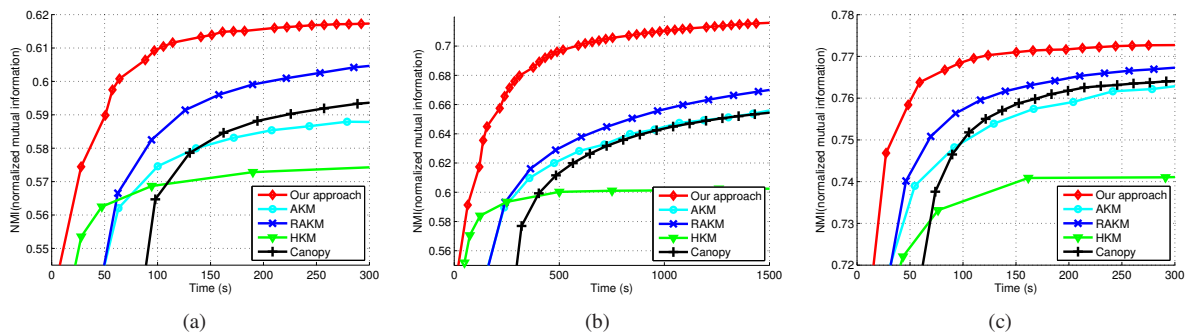 (a)
0.62
0.61
0.6
0.59
0.58
0.57
0.56
0.55
NMI(normalized mutual information)
0 50 100 150 200 250 300
Time (s)
Our approach
AKM
RAKM
HKM
Canopy
(b)
0.7
0.68
0.66
0.64
0.62
0.6
0.58
0.56
NMI(normalized mutual information)
0 500 1000 1500
Time (s)
Our approach
AKM
RAKM
HKM
Canopy
(c)
0.78
0.77
0.76
0.75
0.74
0.73
0.72
NMI(normalized mutual information)
0 50 100 150 200 250 300
Time (s)
Our approach
AKM
RAKM
HKM
Canopy
(a)
(b)
(c)